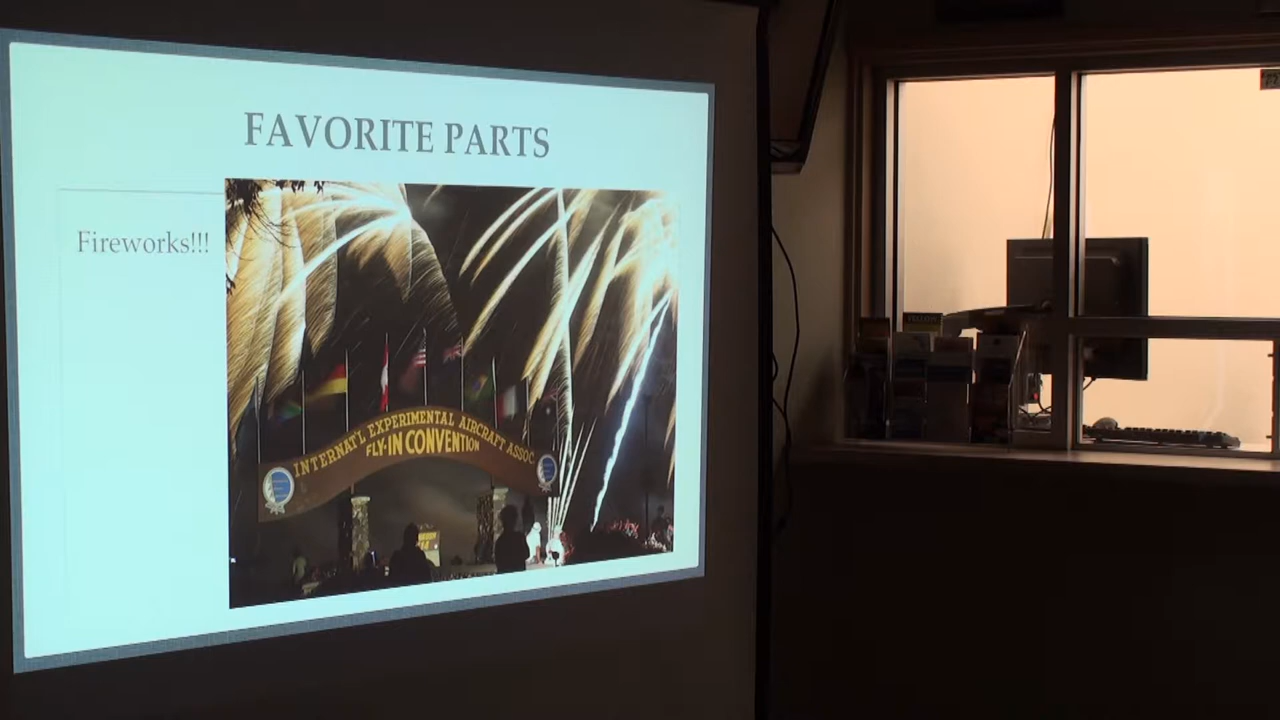 FAVORITE PARTS
Fireworks!!!
INTERNAT'L EXPERIMENTAL AIRCRAFT ASSOC
FLY-IN CONVENTION